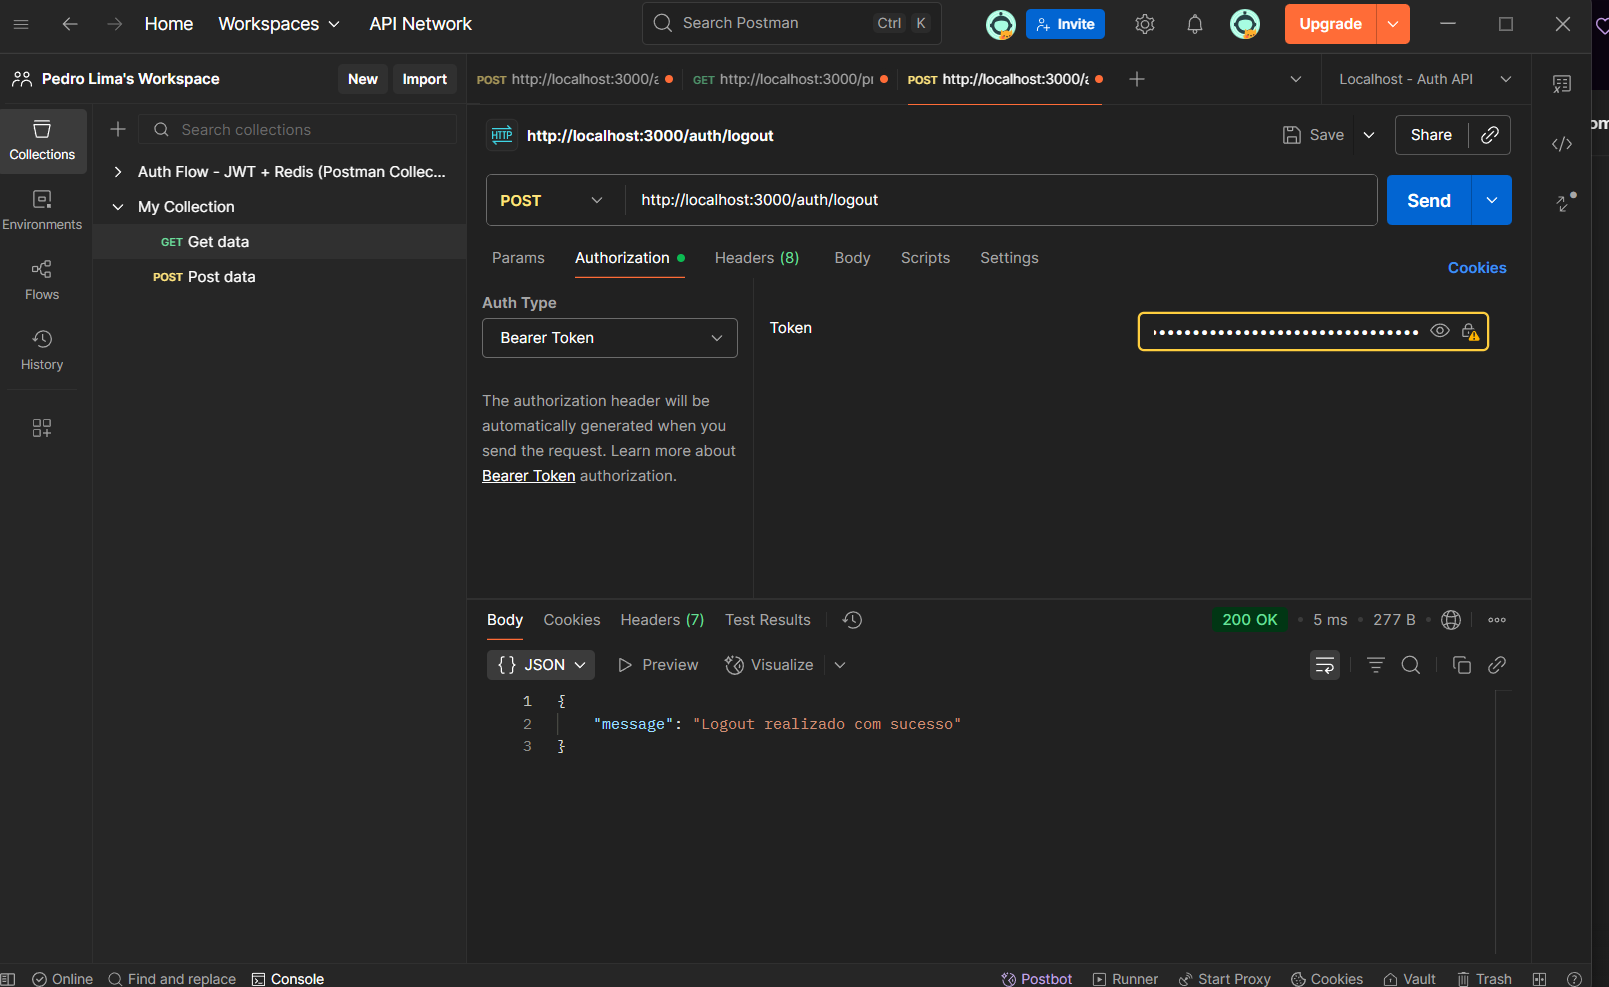 Home Workspaces API Network Search Postman Ctrl K Invite Upgrade
Pedro Lima's Workspace New Import
POST http://localhost:3000/a GET http://localhost:3000/pr POST http://localhost:3000/a Localhost - Auth API
Search collections
Collections
Environments
Flows
History
Auth Flow - JWT + Redis (Postman Collec...
My Collection
GET Get data
POST Post data
HTTP http://localhost:3000/auth/logout Save Share
POST http://localhost:3000/auth/logout Send
Params Authorization Headers (8) Body Scripts Settings Cookies
Auth Type
Bearer Token
Token
The authorization header will be
automatically generated when you
send the request. Learn more about
Bearer Token authorization.
Body Cookies Headers (7) Test Results 200 OK • 5 ms • 277 B •
{} JSON Preview Visualize
1 {
2 "message": "Logout realizado com sucesso"
3 }
Online Find and replace Console Postbot Runner Start Proxy Cookies Vault Trash